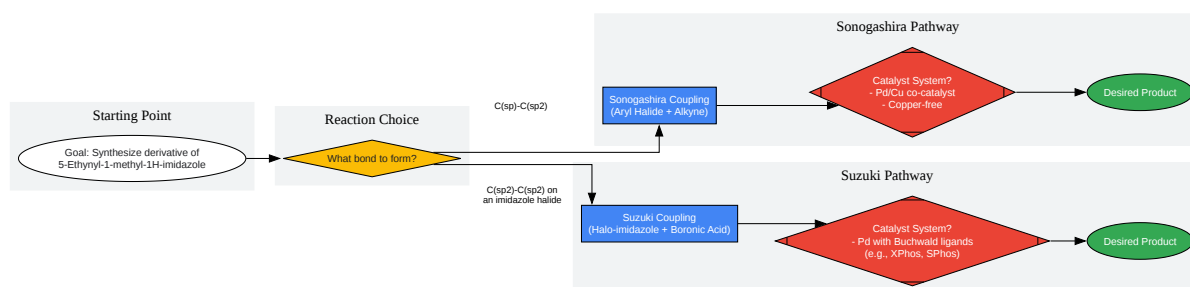 Starting Point
Goal: Synthesize derivative of
5-Ethynyl-1-methyl-1H-imidazole
Reaction Choice
What bond to form?
C(sp)-C(sp2)
C(sp2)-C(sp2) on
an imidazole halide
Sonogashira Pathway
Sonogashira Coupling
(Aryl Halide + Alkyne)
Catalyst System?
- Pd/Cu co-catalyst
- Copper-free
Desired Product
Suzuki Pathway
Suzuki Coupling
(Halo-imidazole + Boronic Acid)
Catalyst System?
- Pd with Buchwald ligands
(e.g., XPhos, SPhos)
Desired Product